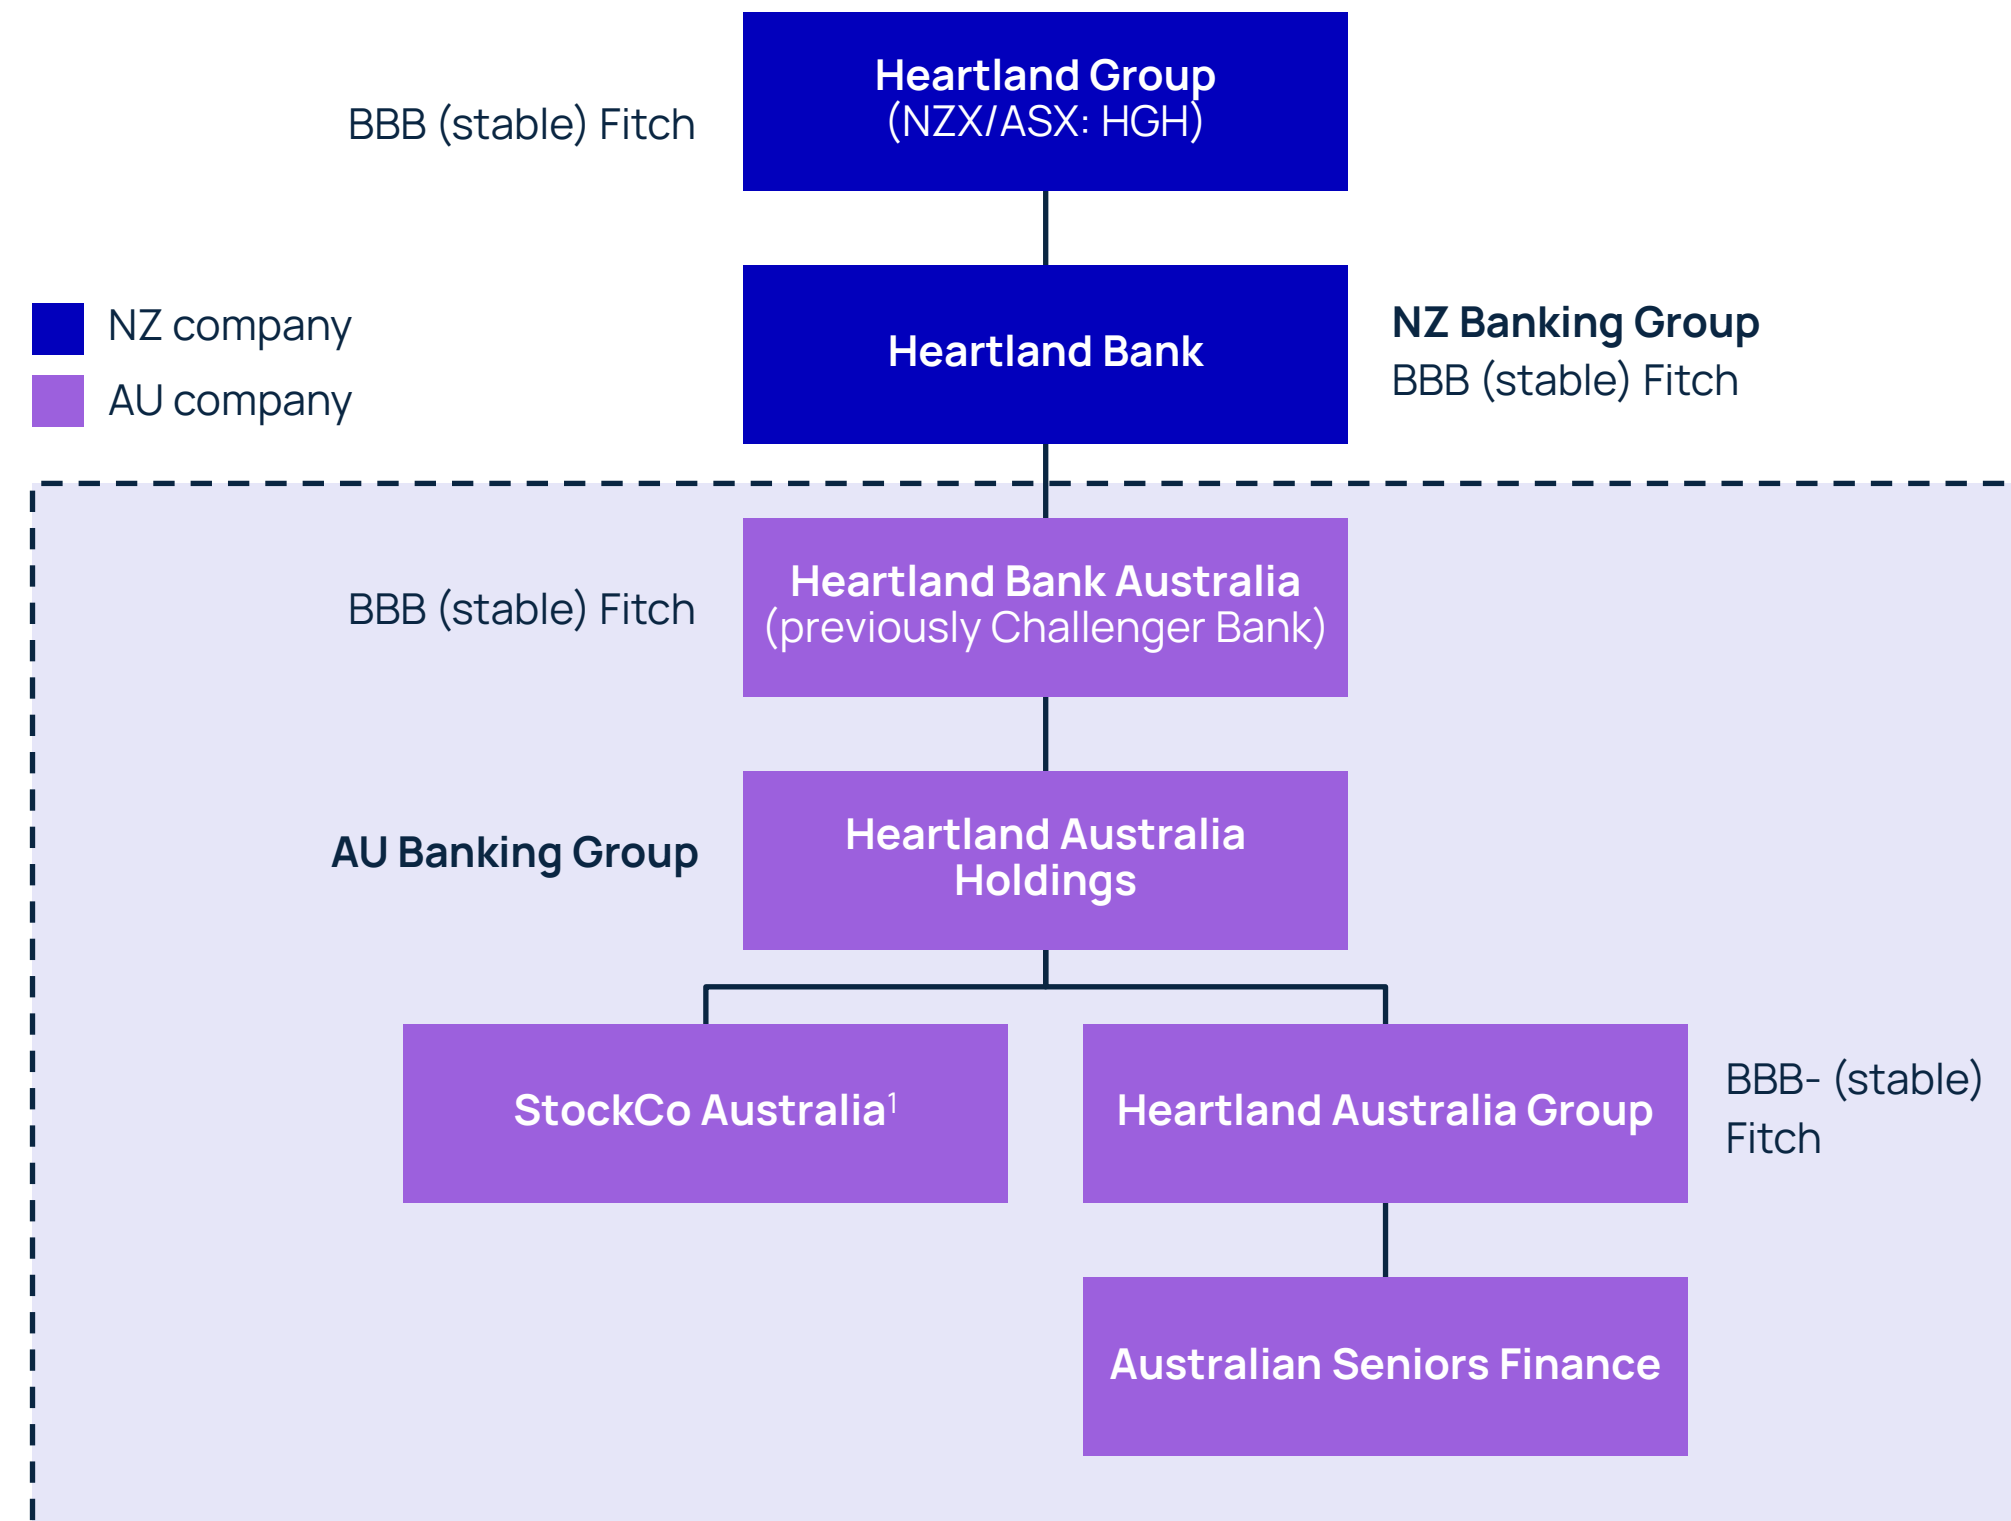 Heartland Group
(NZX/ASX: HGH)
BBB (stable) Fitch
NZ company
AU company
Heartland Bank
NZ Banking Group
BBB (stable) Fitch
Heartland Bank Australia
(previously Challenger Bank)
BBB (stable) Fitch
AU Banking Group
Heartland Australia
Holdings
StockCo Australia¹
Heartland Australia Group
BBB- (stable)
Fitch
Australian Seniors Finance